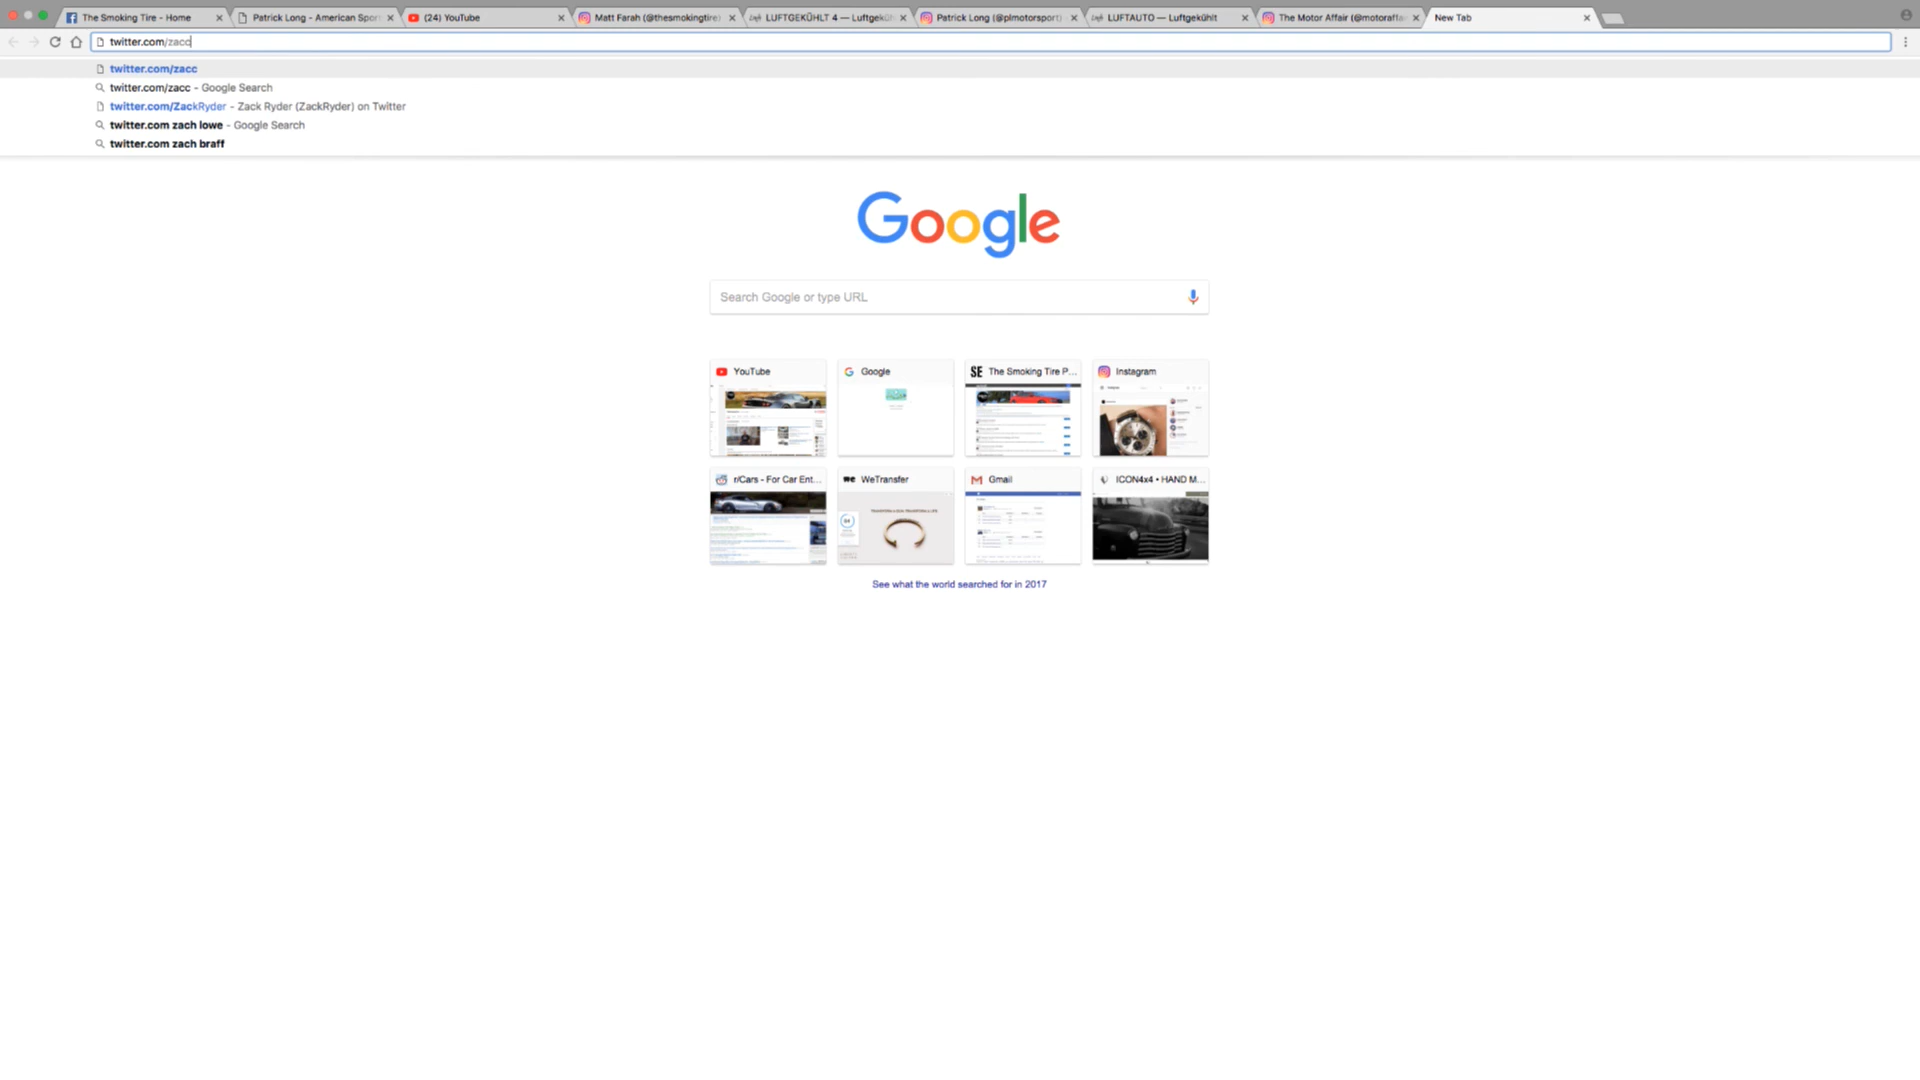 The Smoking Tire - Home
Patrick Long - American Sport
(24) YouTube
Matt Farah (@thesmokingtire)
LUFTGEKÜHLT 4 — Luftgeküh
Patrick Long (@plmotorsport)
LUFTAUTO — Luftgekühlt
The Motor Affair (@motoraffa
New Tab
twitter.com/zacc
twitter.com/zacc
twitter.com/zacc - Google Search
twitter.com/ZackRyder - Zack Ryder (ZackRyder) on Twitter
twitter.com zach lowe - Google Search
twitter.com zach braff
Google
Search Google or type URL
YouTube
Google
SE The Smoking Tire P...
Instagram
r/Cars - For Car Ent...
we WeTransfer
Gmail
ICON4x4 • HAND M...
See what the world searched for in 2017